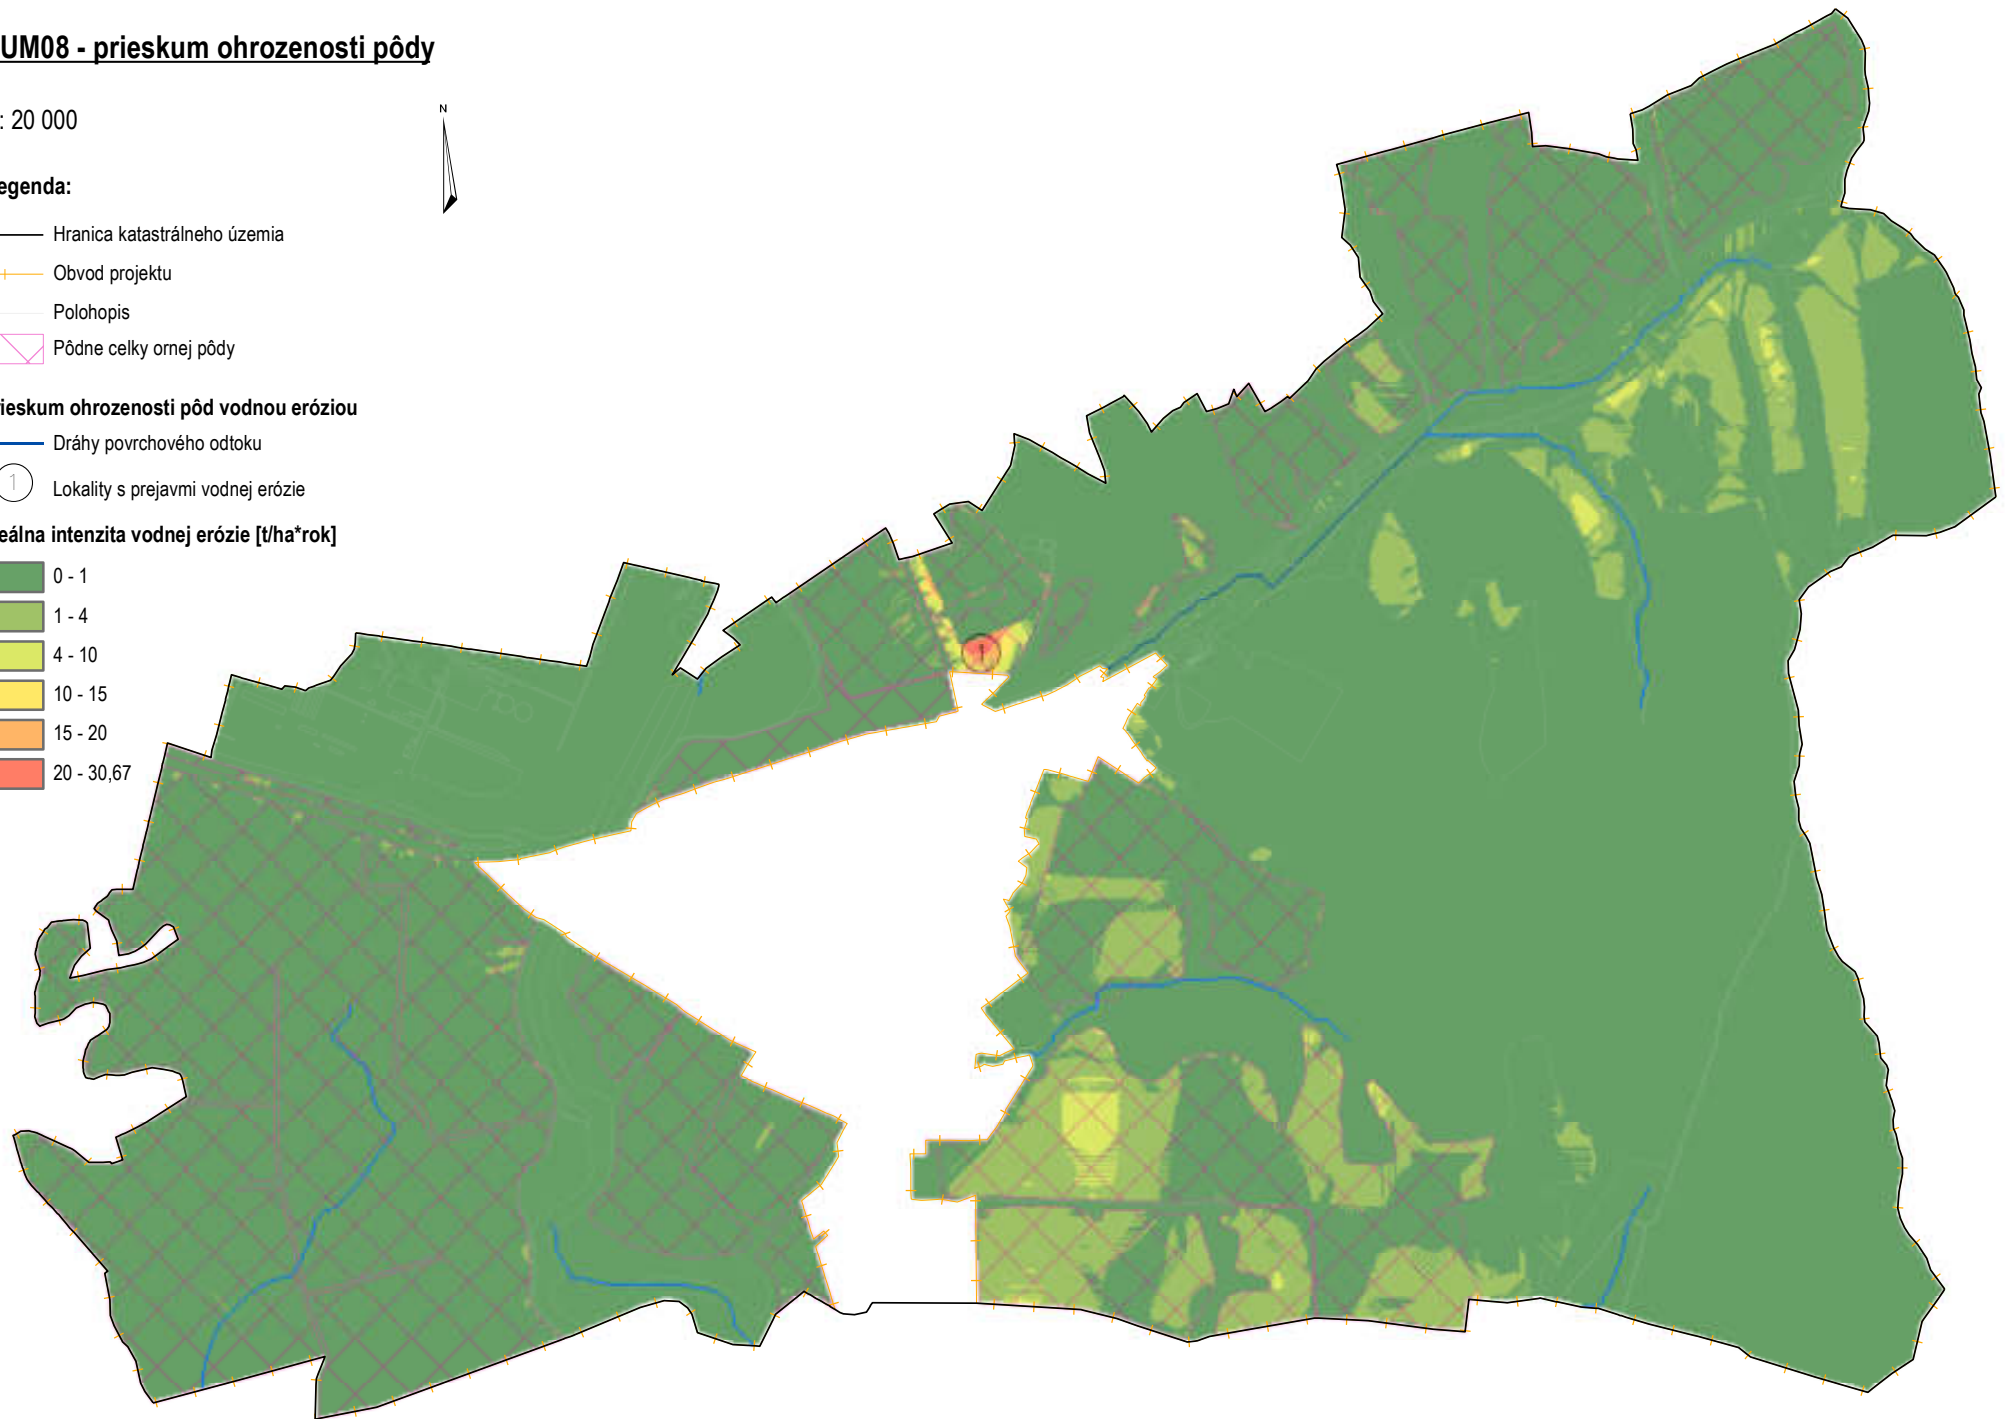 UM08 - prieskum ohrozenosti pôdy
N
: 20 000
egenda:
Hranica katastrálneho územia
Obvod projektu
Polohopis
Pôdne celky ornej pôdy
ieskum ohrozenosti pôd vodnou eróziou
Dráhy povrchového odtoku
1 Lokality s prejavmi vodnej erózie
eálna intenzita vodnej erózie [t/ha*rok]
0 - 1
1 - 4
4 - 10
10 - 15
15 - 20
20 - 30,67
1